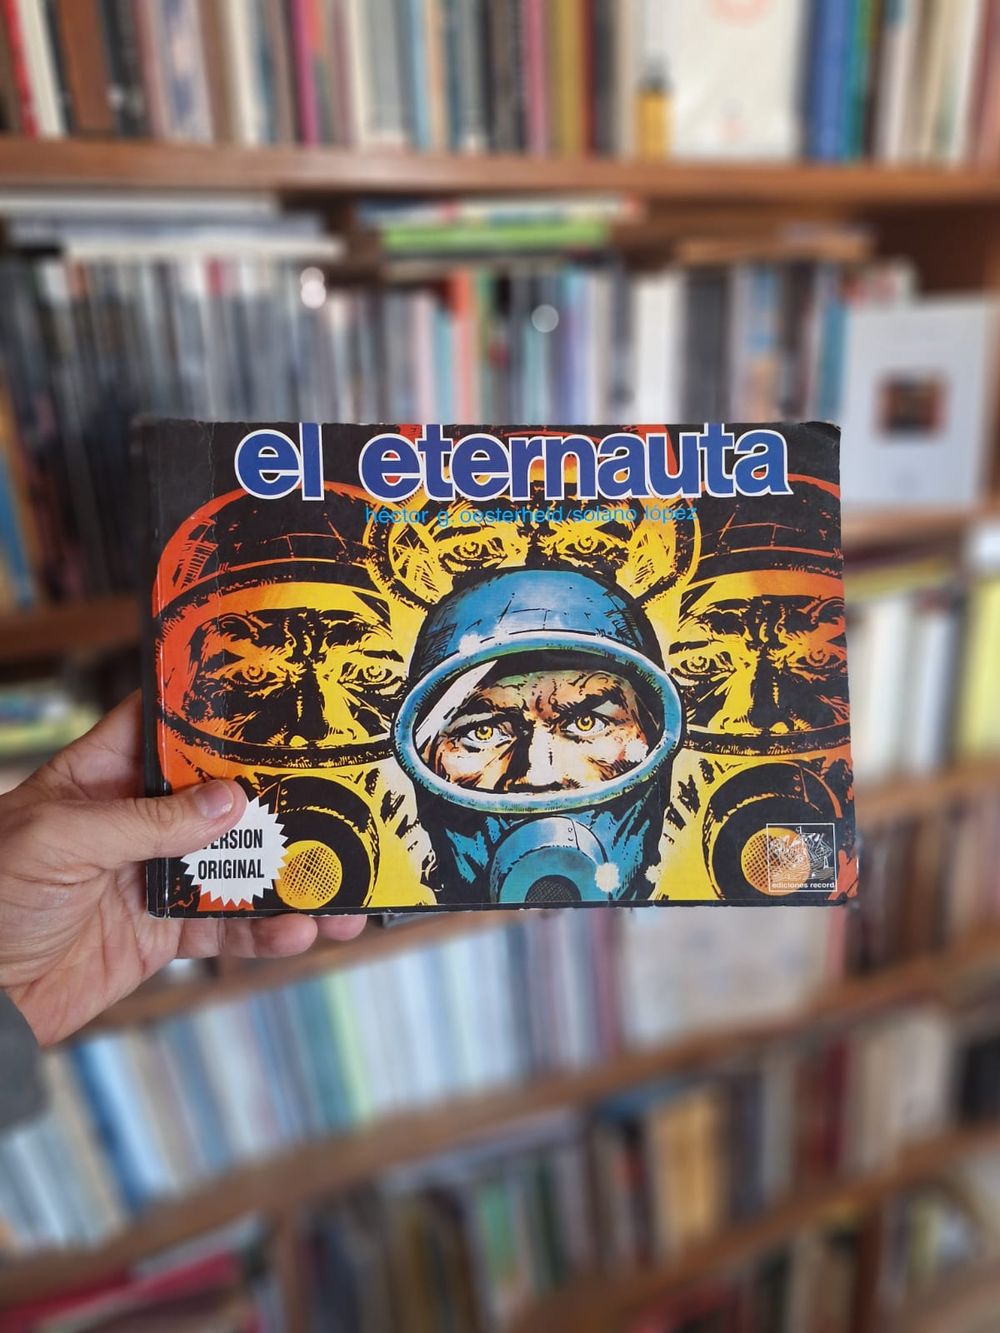 el eternauta
héctor g. oesterheld/solano lópez
VERSION
ORIGINAL
ediciones record